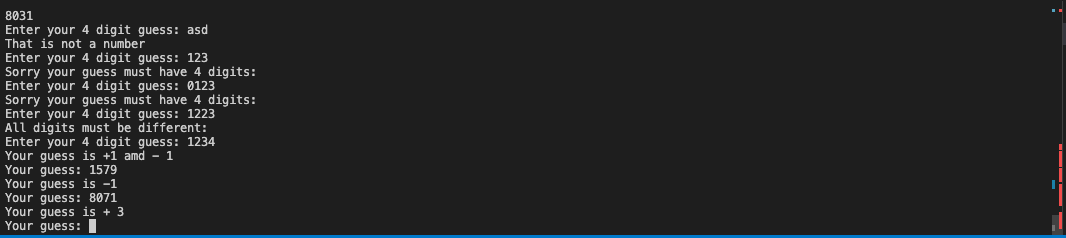 8031
Enter your 4 digit guess: asd
That is not a number
Enter your 4 digit guess: 123
Sorry your guess must have 4 digits:
Enter your 4 digit guess: 0123
Sorry your guess must have 4 digits:
Enter your 4 digit guess: 1223
All digits must be different:
Enter your 4 digit guess: 1234
Your guess is +1 amd - 1
Your guess: 1579
Your guess is -1
Your guess: 8071
Your guess is + 3
Your guess: